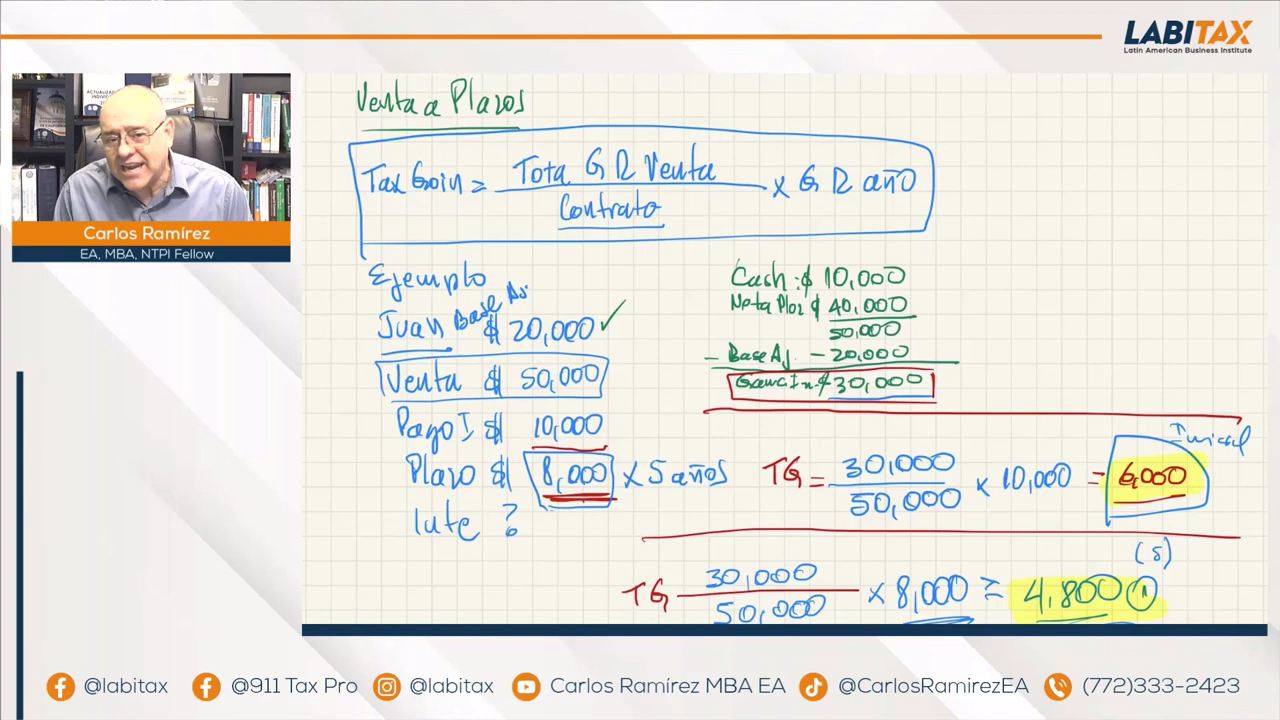 LABITAX
Latin American Business Institute
Venta a Plazos
Tax Gain = Tota G R Venta / Contrato x G R año
Ejemplo
Juan Base As $ 20,000 ✓
Venta $ 50,000
Pago I $ 10,000
Plazo $ 8,000 x 5 años
Inte ?
Cash: $ 10,000
$ 40,000
50,000
- Base Aj. - 20,000
$ 30,000
TG = 30,000 / 50,000 x 10,000 = 6,000
Inicial
TG 30,000 / 50,000 x 8,000 = 4,800 (1)
(5)
Carlos Ramírez
EA, MBA, NTPI Fellow
@labitax
@911 Tax Pro
@labitax
Carlos Ramírez MBA EA
@CarlosRamirezEA
(772)333-2423